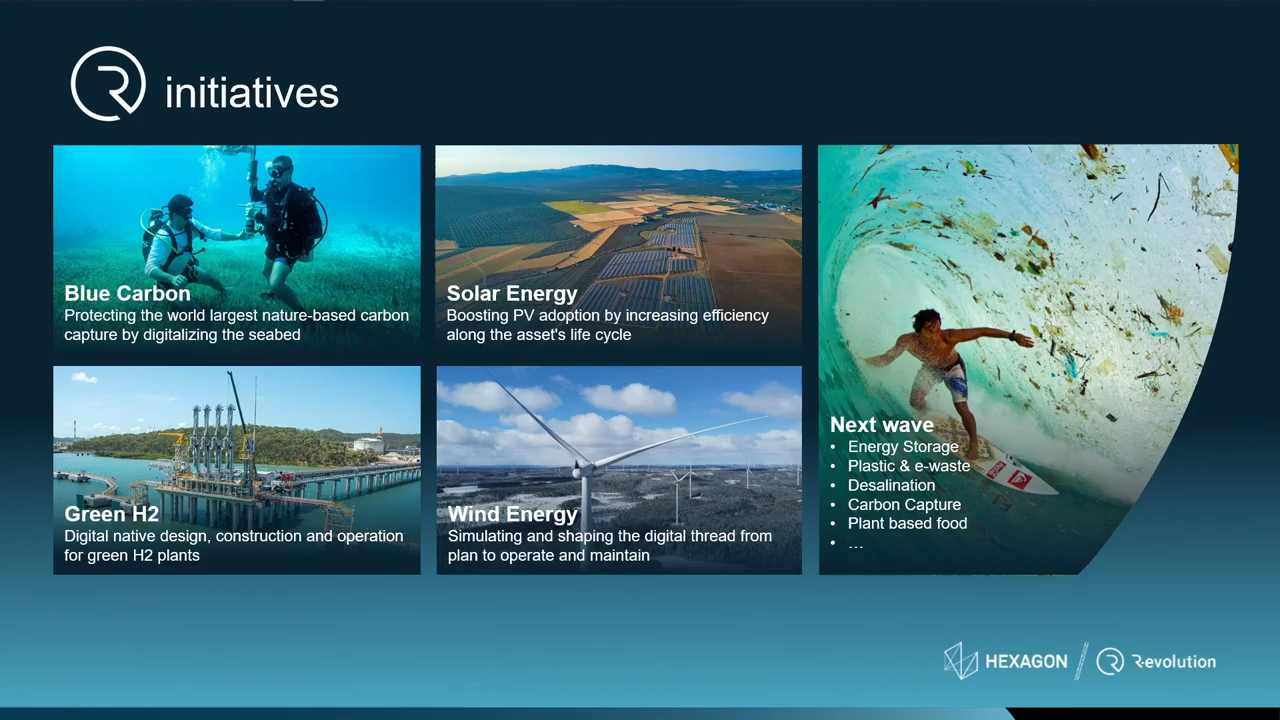 initiatives
Blue Carbon
Protecting the world largest nature-based carbon
capture by digitalizing the seabed
Solar Energy
Boosting PV adoption by increasing efficiency
along the asset's life cycle
Green H2
Digital native design, construction and operation
for green H2 plants
Wind Energy
Simulating and shaping the digital thread from
plan to operate and maintain
Next wave
• Energy Storage
• Plastic & e-waste
• Desalination
• Carbon Capture
• Plant based food
• …
HEXAGON
R-evolution